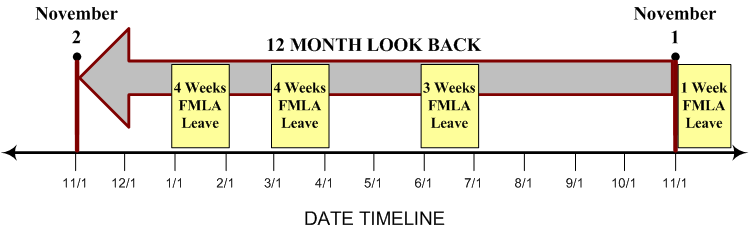 November
2
November
1
12 MONTH LOOK BACK
4 Weeks
FMLA
Leave
4 Weeks
FMLA
Leave
3 Weeks
FMLA
Leave
1 Week
FMLA
Leave
11/1 12/1 1/1 2/1 3/1 4/1 5/1 6/1 7/1 8/1 9/1 10/1 11/1
DATE TIMELINE